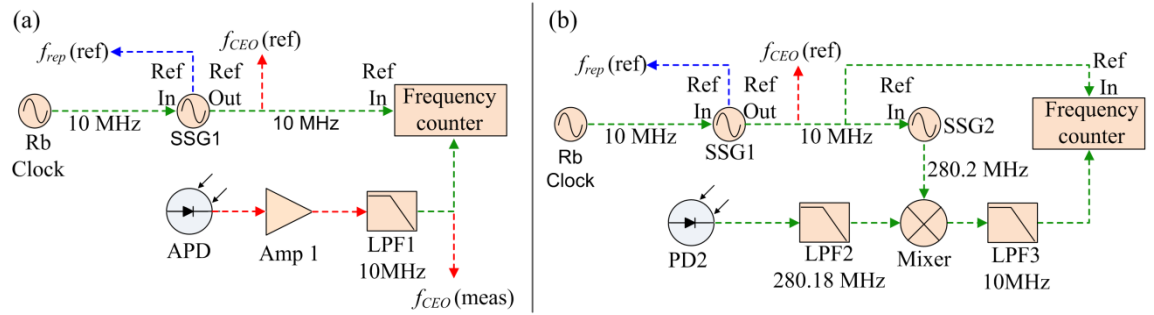 (a)
f_rep (ref)
f_CEO (ref)
Ref In
Ref Out
Ref In
10 MHz
SSG1
10 MHz
Frequency counter
Rb Clock
APD
Amp 1
LPF1
10MHz
f_CEO (meas)
(b)
f_rep (ref)
f_CEO (ref)
Ref In
Ref Out
Ref In
Ref In
10 MHz
SSG1
10 MHz
SSG2
Frequency counter
Rb Clock
280.2 MHz
PD2
LPF2
280.18 MHz
Mixer
LPF3
10MHz